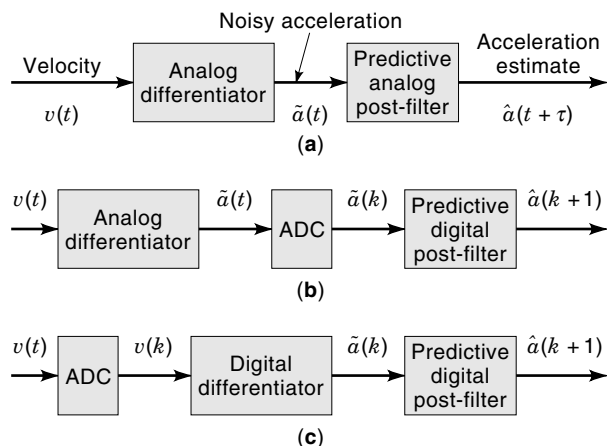 Noisy acceleration
Velocity
v(t)
Analog
differentiator
ã(t)
Predictive
analog
post-filter
Acceleration
estimate
â(t + τ)
(a)
v(t)
Analog
differentiator
ã(t)
ADC
ã(k)
Predictive
digital
post-filter
â(k + 1)
(b)
v(t)
ADC
v(k)
Digital
differentiator
ã(k)
Predictive
digital
post-filter
â(k + 1)
(c)